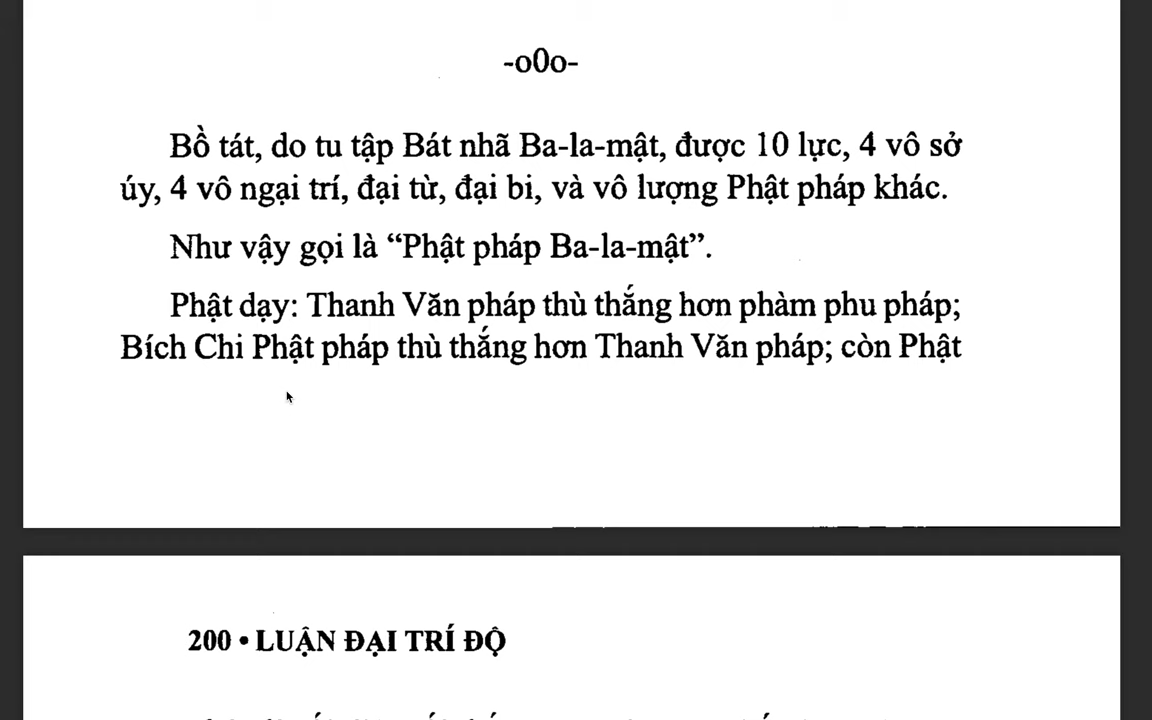 -o0o-
Bồ tát, do tu tập Bát nhã Ba-la-mật, được 10 lực, 4 vô sở
úy, 4 vô ngại trí, đại từ, đại bi, và vô lượng Phật pháp khác.
Như vậy gọi là “Phật pháp Ba-la-mật”.
Phật dạy: Thanh Văn pháp thù thắng hơn phàm phu pháp;
Bích Chi Phật pháp thù thắng hơn Thanh Văn pháp; còn Phật
200 • LUẬN ĐẠI TRÍ ĐỘ